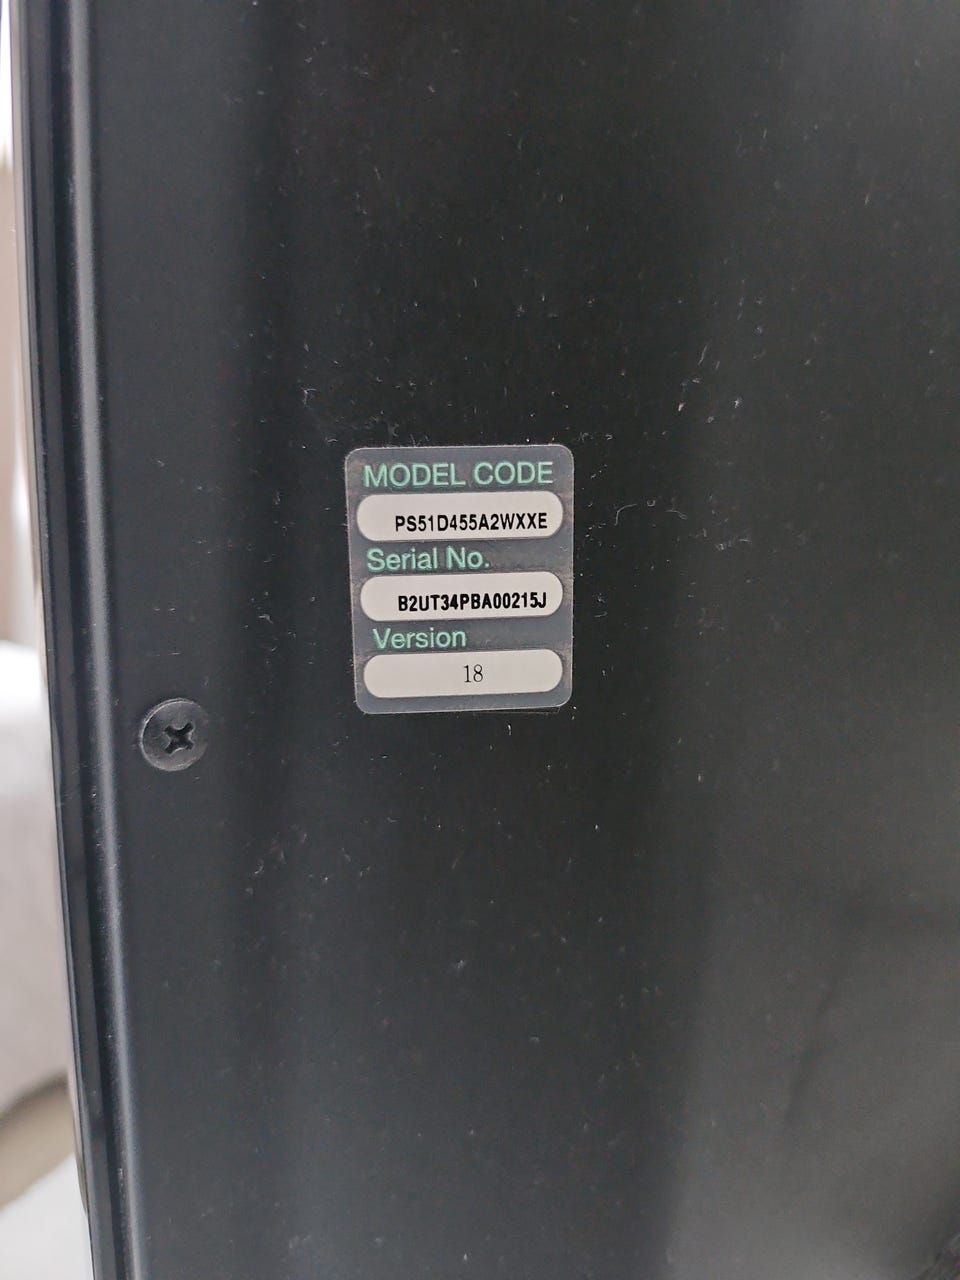 MODEL CODE
PS51D455A2WXXE
Serial No.
B2UT34PBA00215J
Version
18